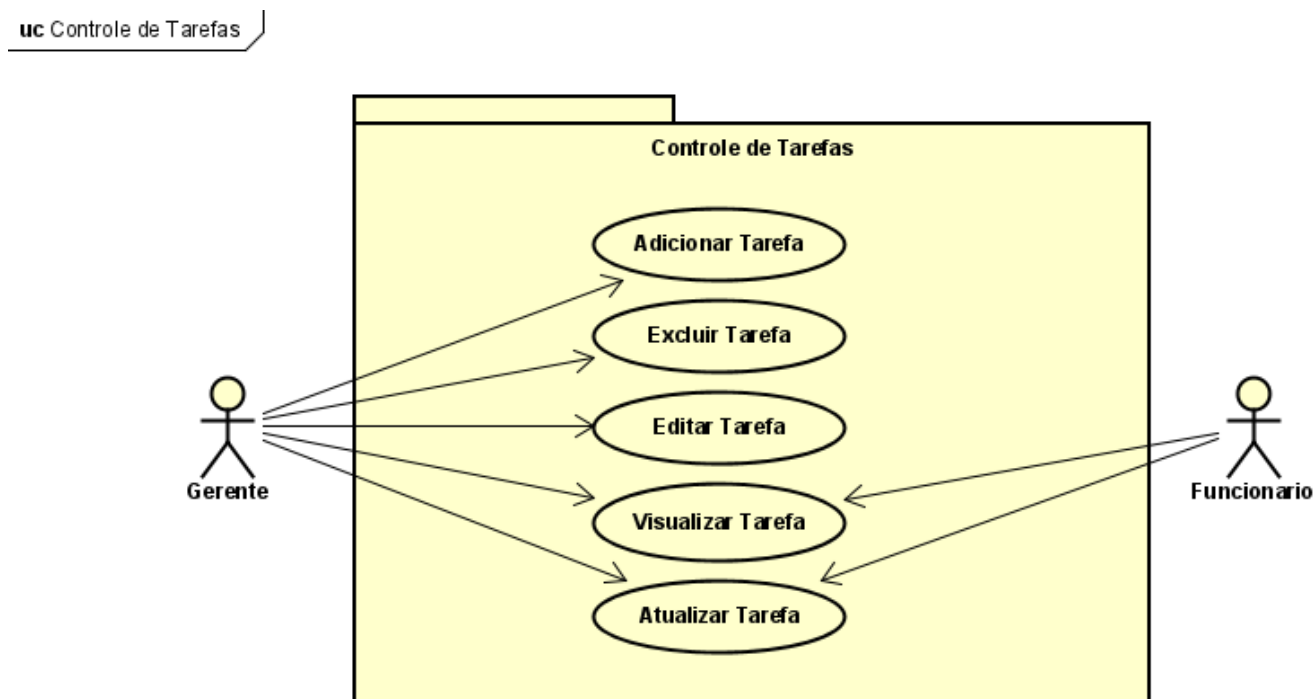 uc Controle de Tarefas
Controle de Tarefas
Adicionar Tarefa
Excluir Tarefa
Editar Tarefa
Gerente
Funcionario
Visualizar Tarefa
Atualizar Tarefa